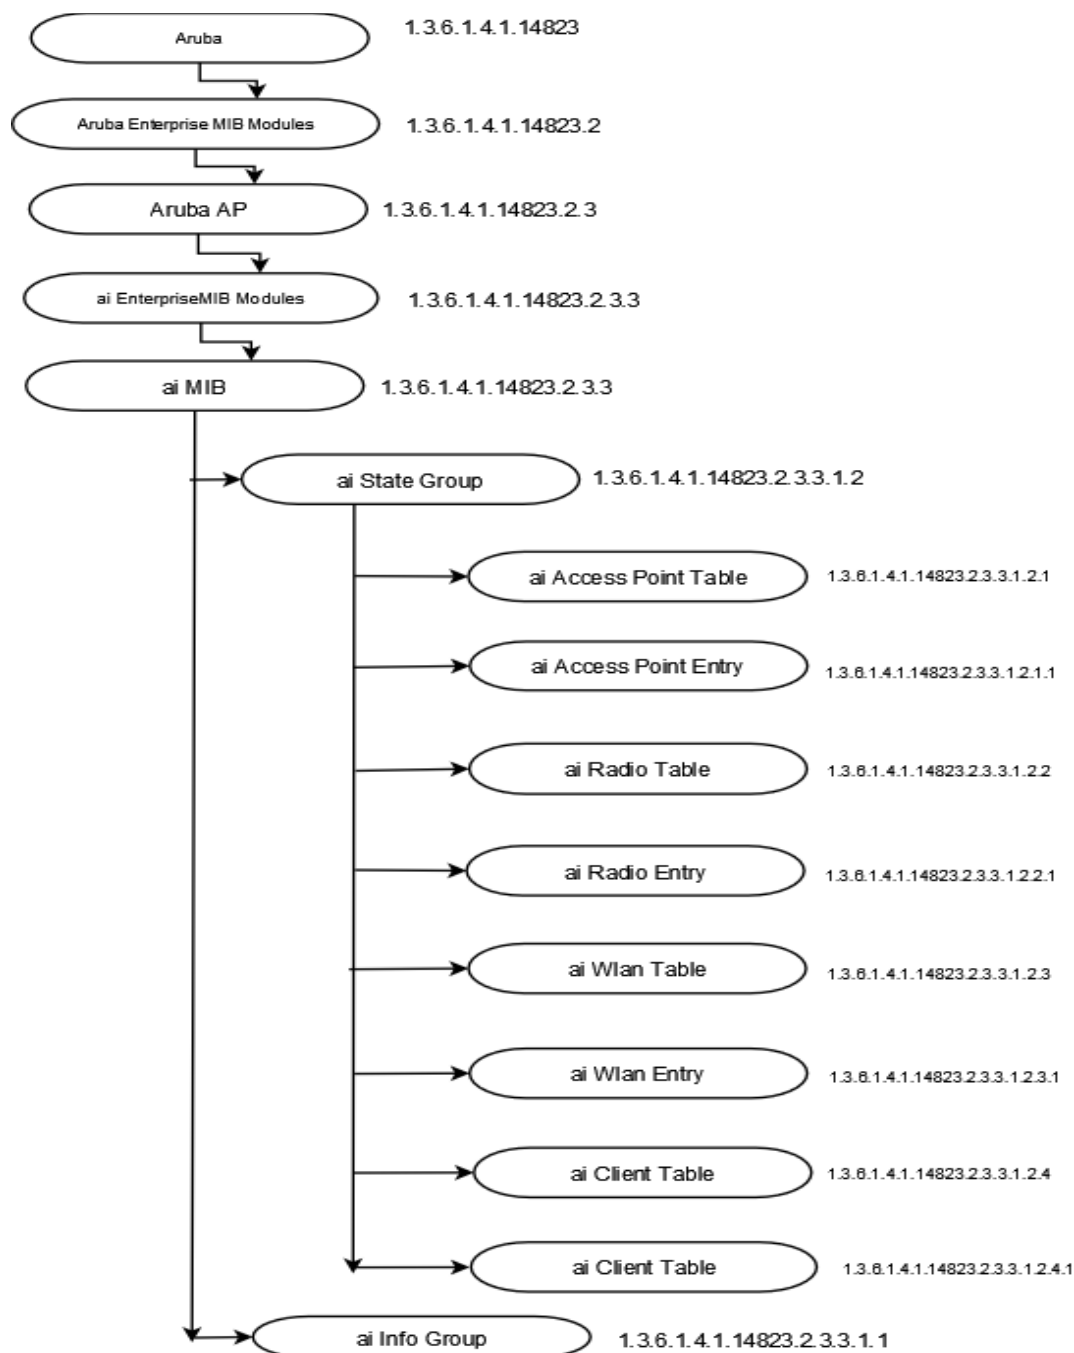 Aruba
1.3.6.1.4.1.14823
Aruba Enterprise MIB Modules
1.3.6.1.4.1.14823.2
Aruba AP
1.3.6.1.4.1.14823.2.3
ai EnterpriseMIB Modules
1.3.6.1.4.1.14823.2.3.3
ai MIB
1.3.6.1.4.1.14823.2.3.3
ai State Group
1.3.6.1.4.1.14823.2.3.3.1.2
ai Access Point Table
1.3.6.1.4.1.14823.2.3.3.1.2.1
ai Access Point Entry
1.3.6.1.4.1.14823.2.3.3.1.2.1.1
ai Radio Table
1.3.6.1.4.1.14823.2.3.3.1.2.2
ai Radio Entry
1.3.6.1.4.1.14823.2.3.3.1.2.2.1
ai Wlan Table
1.3.6.1.4.1.14823.2.3.3.1.2.3
ai Wlan Entry
1.3.6.1.4.1.14823.2.3.3.1.2.3.1
ai Client Table
1.3.6.1.4.1.14823.2.3.3.1.2.4
ai Client Table
1.3.6.1.4.1.14823.2.3.3.1.2.4.1
ai Info Group
1.3.6.1.4.1.14823.2.3.3.1.1